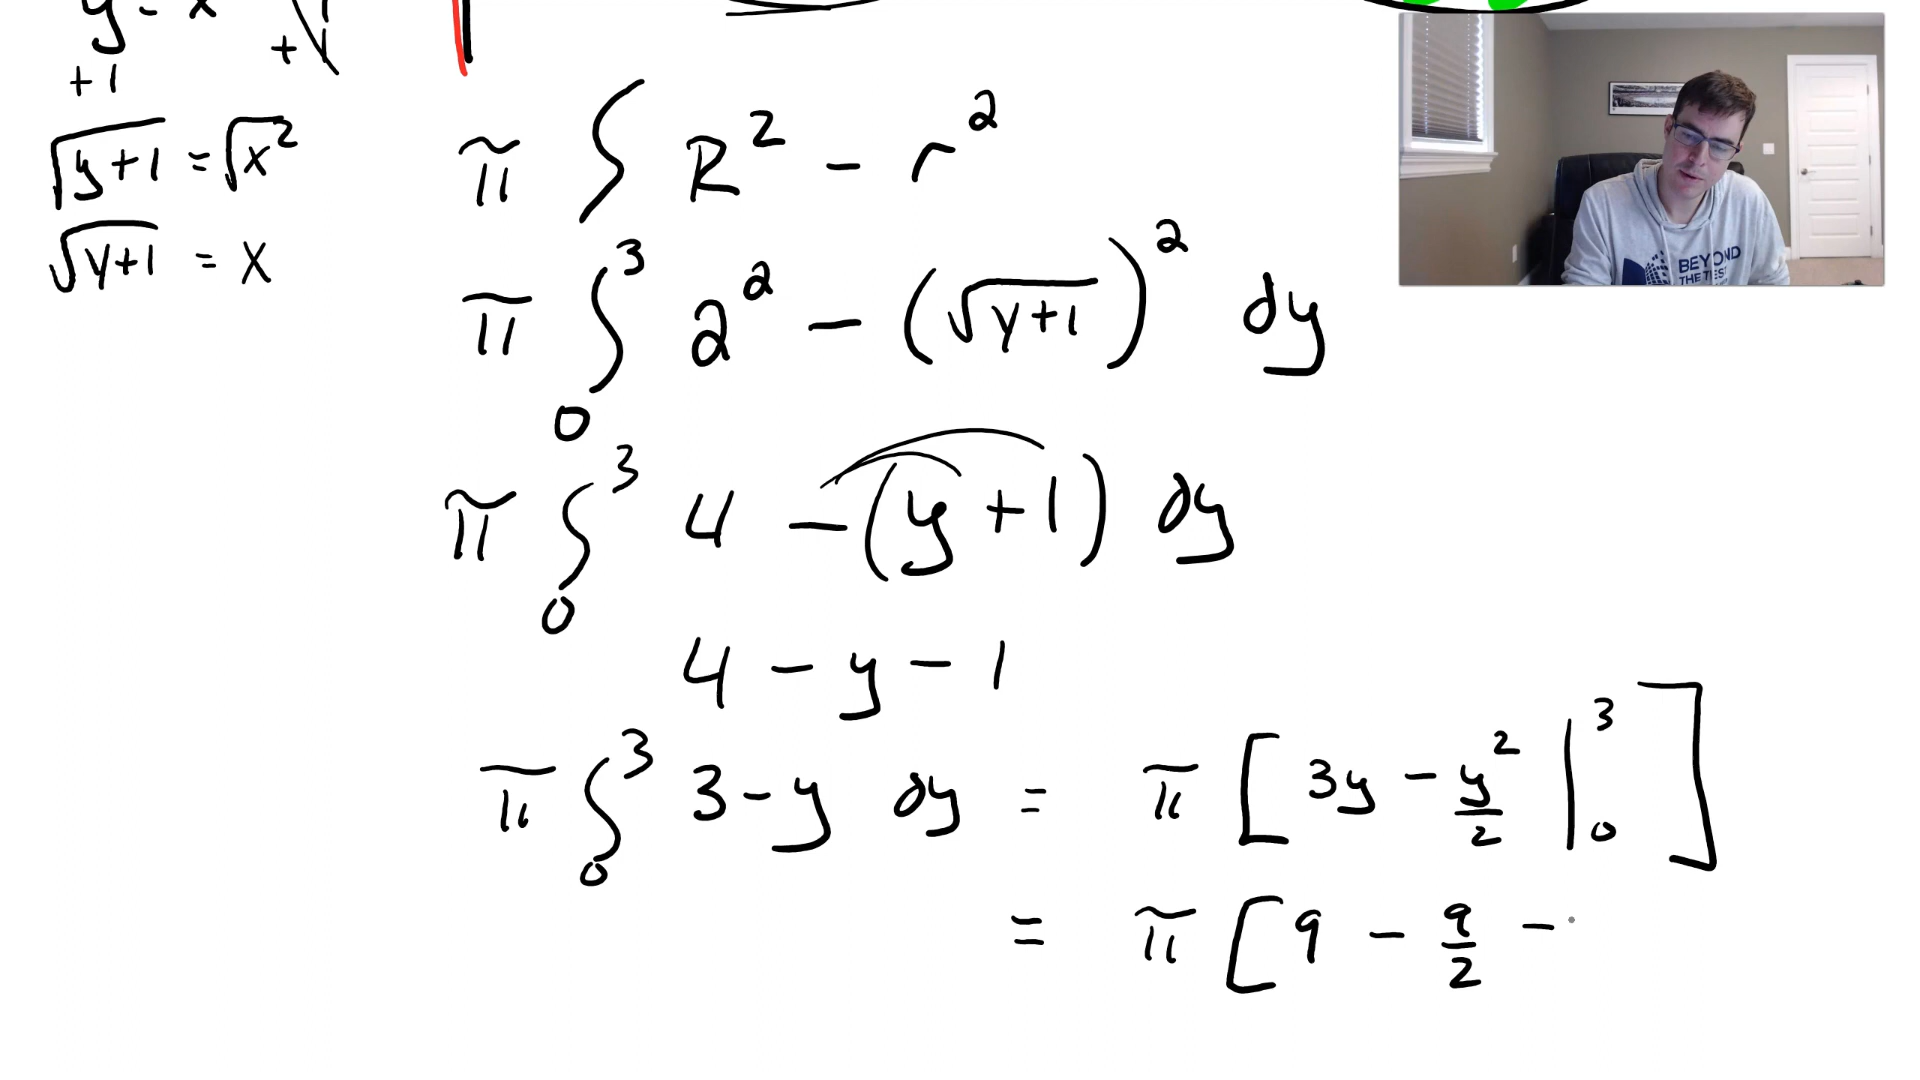 y = x
+1 +1
√y+1 = √x²
√y+1 = x
π ∫ R² - r²
π ∫₀³ 2² - (√y+1)² dy
π ∫₀³ 4 - (y + 1) dy
4 - y - 1
π ∫₀³ 3 - y dy = π [ 3y - y²/2 |₀³ ]
= π [ 9 - 9/2 -
BEYOND
THE TEST